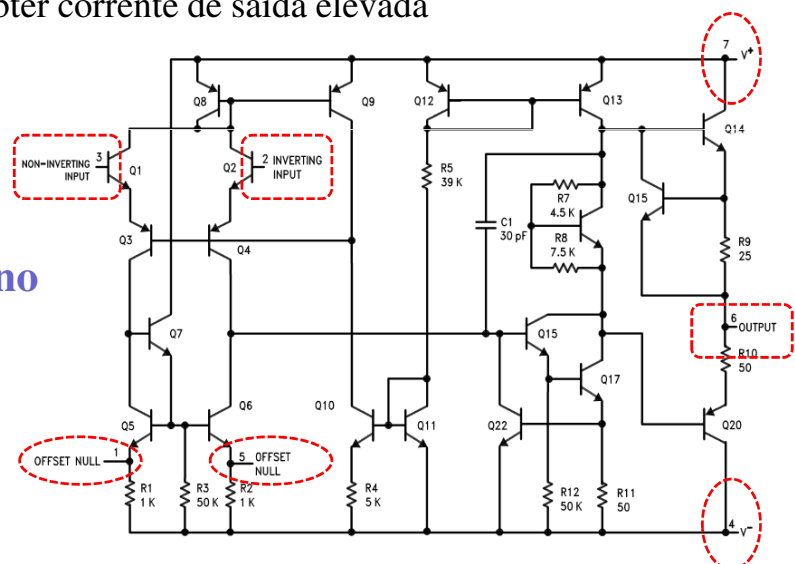 obter corrente de saída elevada
no
7
V+
Q8
Q9
Q12
Q13
Q14
NON-INVERTING
INPUT
3
Q1
Q2
2 INVERTING
INPUT
R5
39 K
R7
4.5 K
Q15
C1
30 pF
R8
7.5 K
R9
25
Q3
Q4
Q7
Q15
6
OUTPUT
R10
50
Q5
Q6
Q10
Q11
Q22
Q17
Q20
OFFSET NULL
1
5 OFFSET
NULL
R1
1 K
R3
50 K
R2
1 K
R4
5 K
R12
50 K
R11
50
4
V-